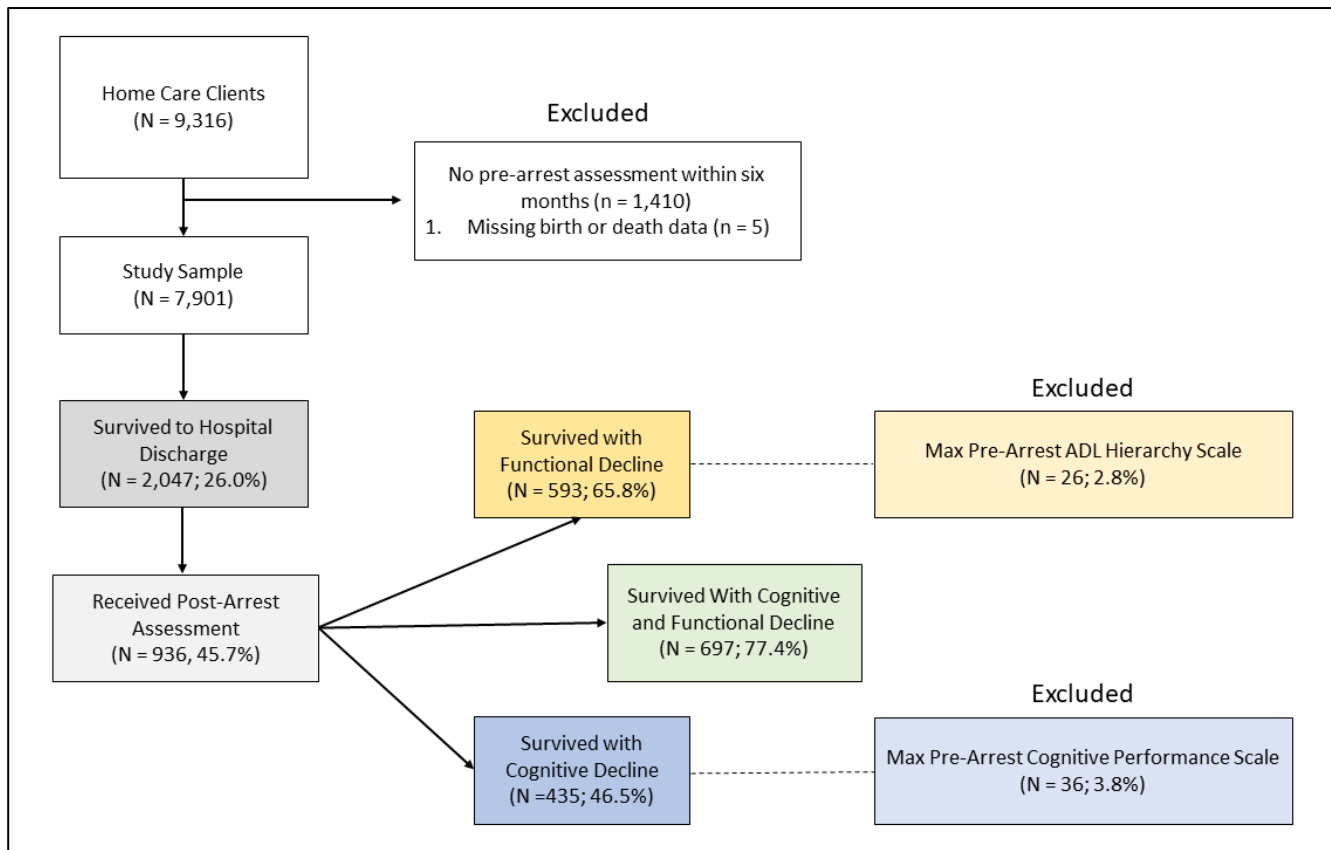 Home Care Clients
(N = 9,316)
Excluded
No pre-arrest assessment within six
months (n = 1,410)
1. Missing birth or death data (n = 5)
Study Sample
(N = 7,901)
Survived to Hospital
Discharge
(N = 2,047; 26.0%)
Survived with
Functional Decline
(N = 593; 65.8%)
Excluded
Max Pre-Arrest ADL Hierarchy Scale
(N = 26; 2.8%)
Received Post-Arrest
Assessment
(N = 936, 45.7%)
Survived With Cognitive
and Functional Decline
(N = 697; 77.4%)
Survived with
Cognitive Decline
(N =435; 46.5%)
Excluded
Max Pre-Arrest Cognitive Performance Scale
(N = 36; 3.8%)